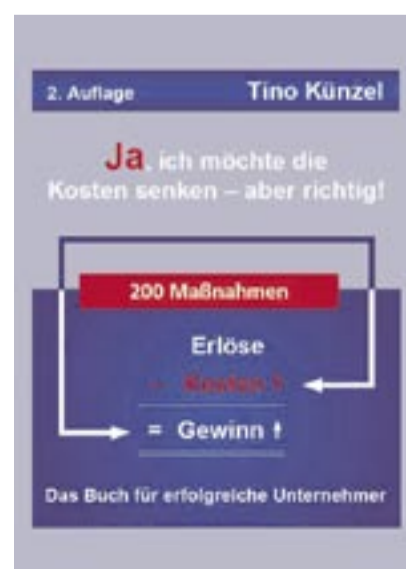 2. Auflage Tino Künzel
Ja, ich möchte die
Kosten senken – aber richtig!
200 Maßnahmen
Erlöse
- Kosten
= Gewinn
Das Buch für erfolgreiche Unternehmer